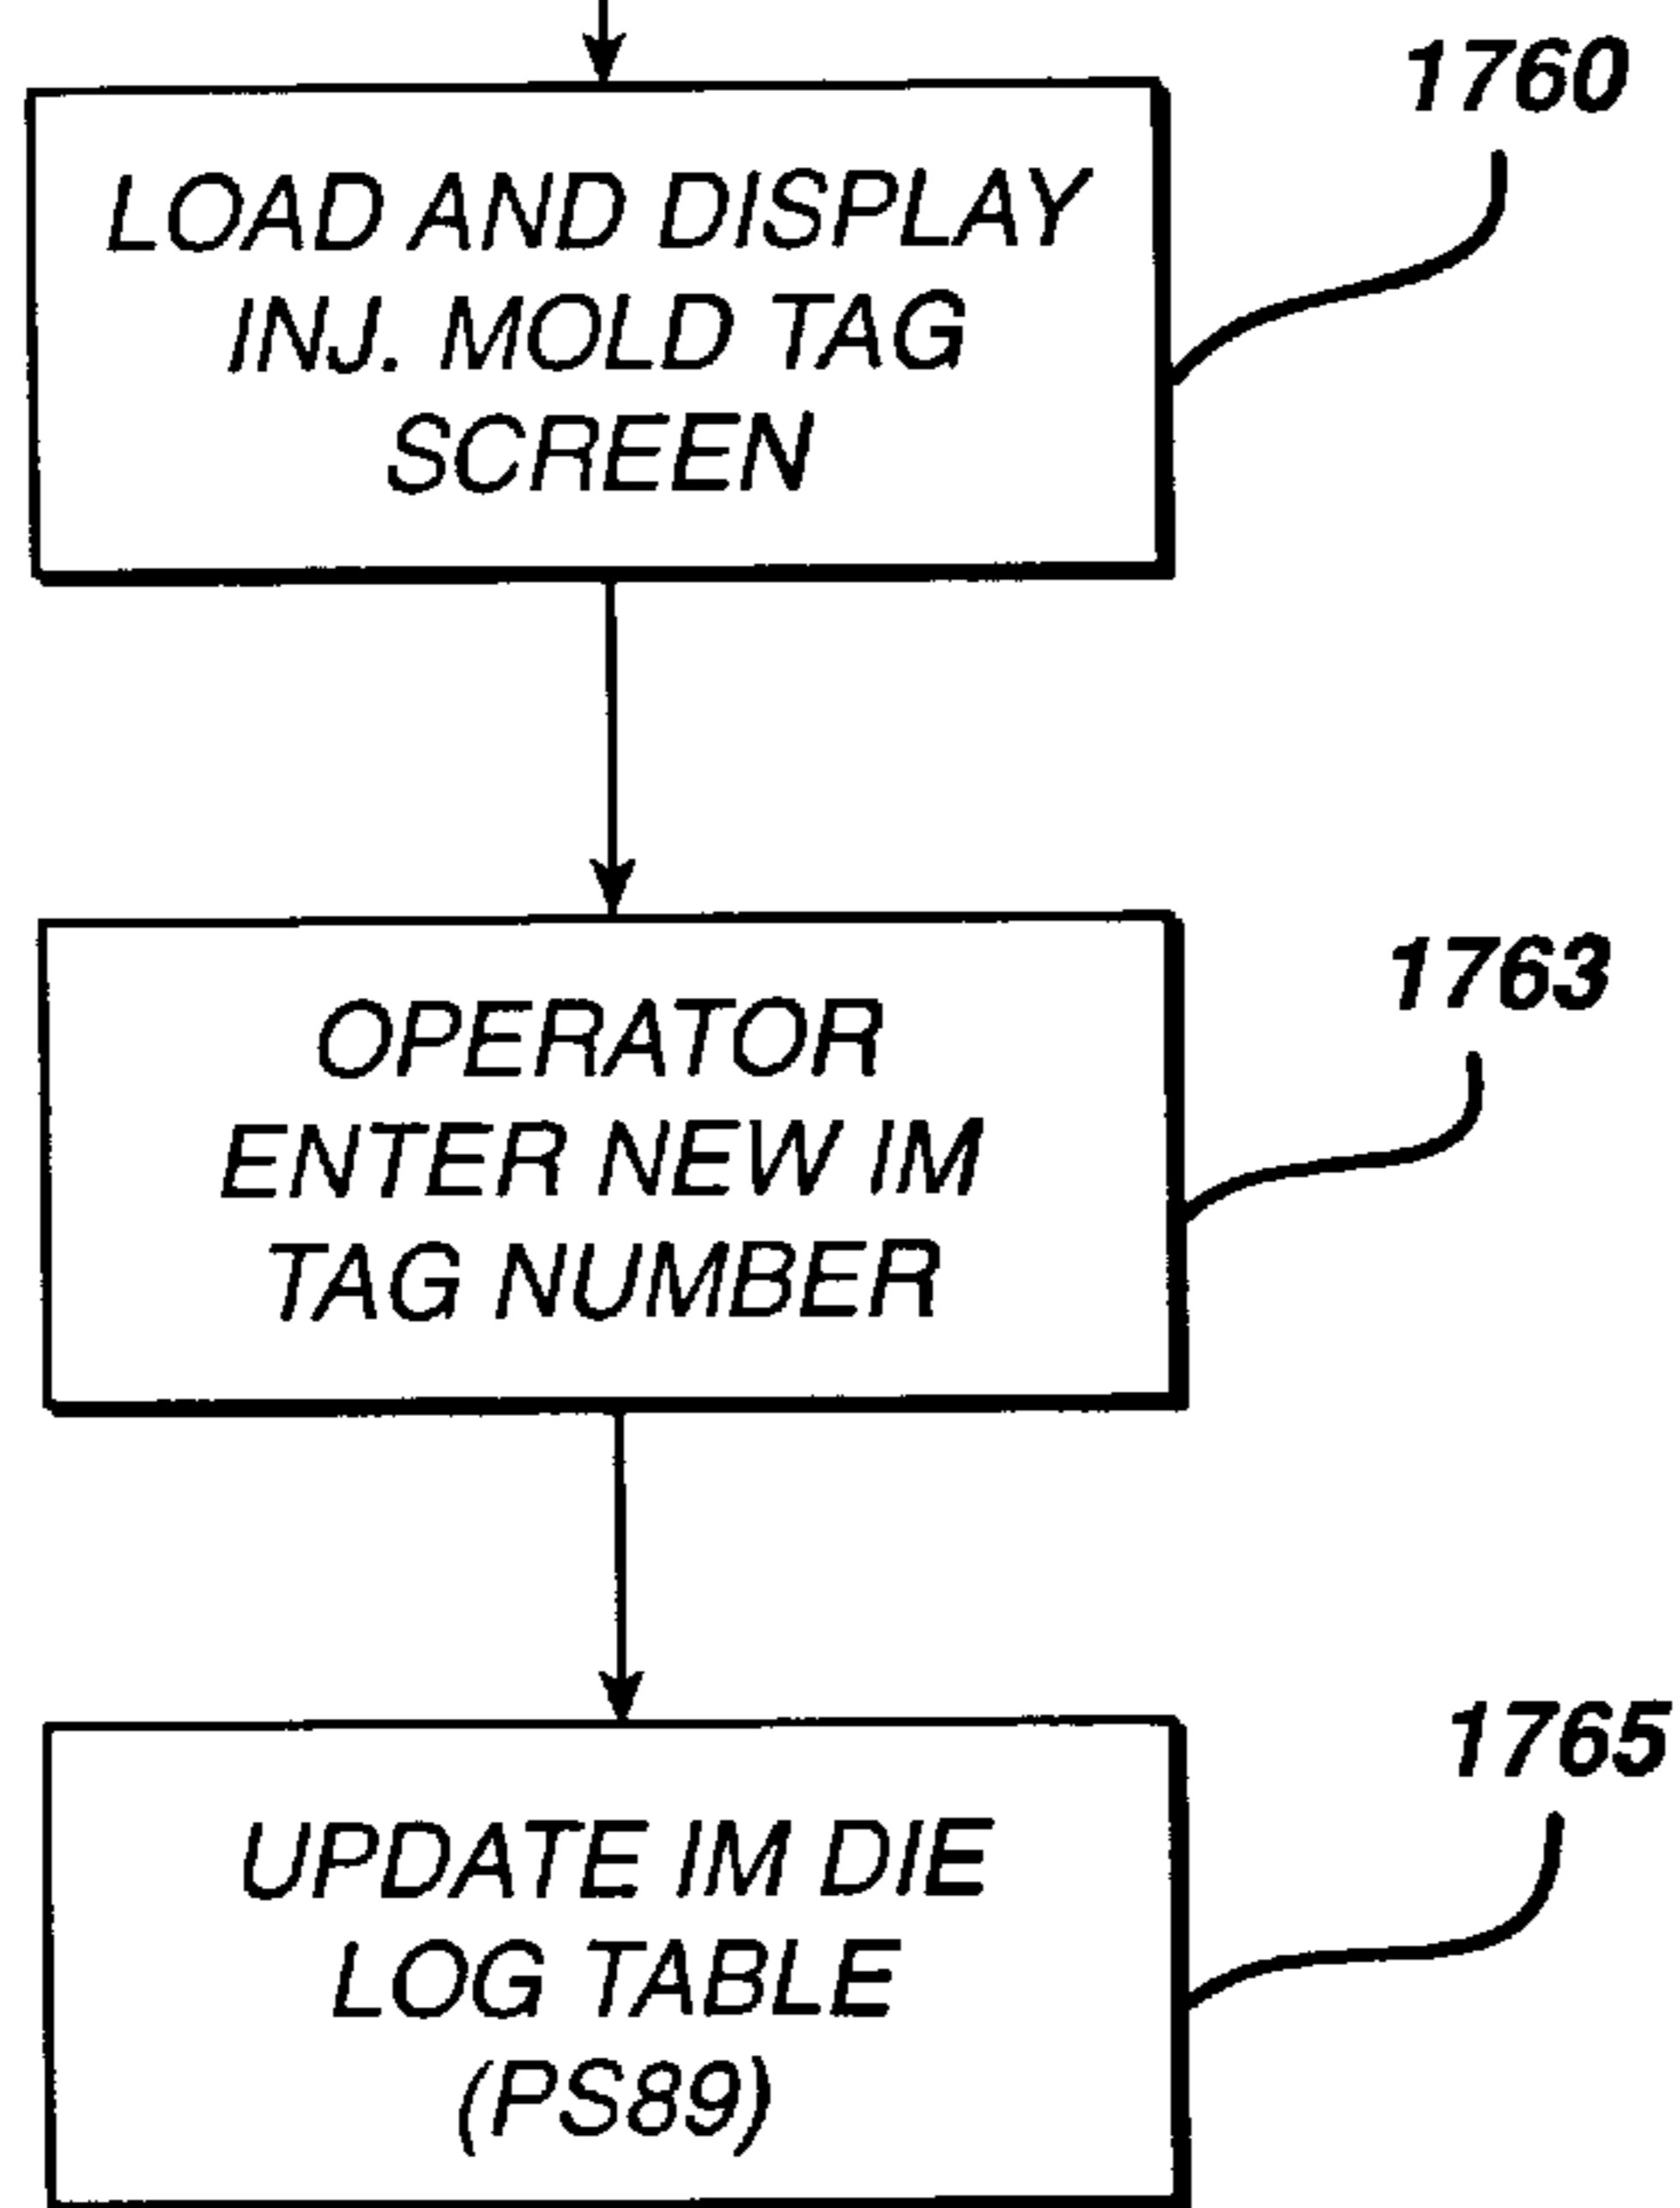 1760
LOAD AND DISPLAY
INJ. MOLD TAG
SCREEN
1763
OPERATOR
ENTER NEW IM
TAG NUMBER
1765
UPDATE IM DIE
LOG TABLE
(PS89)